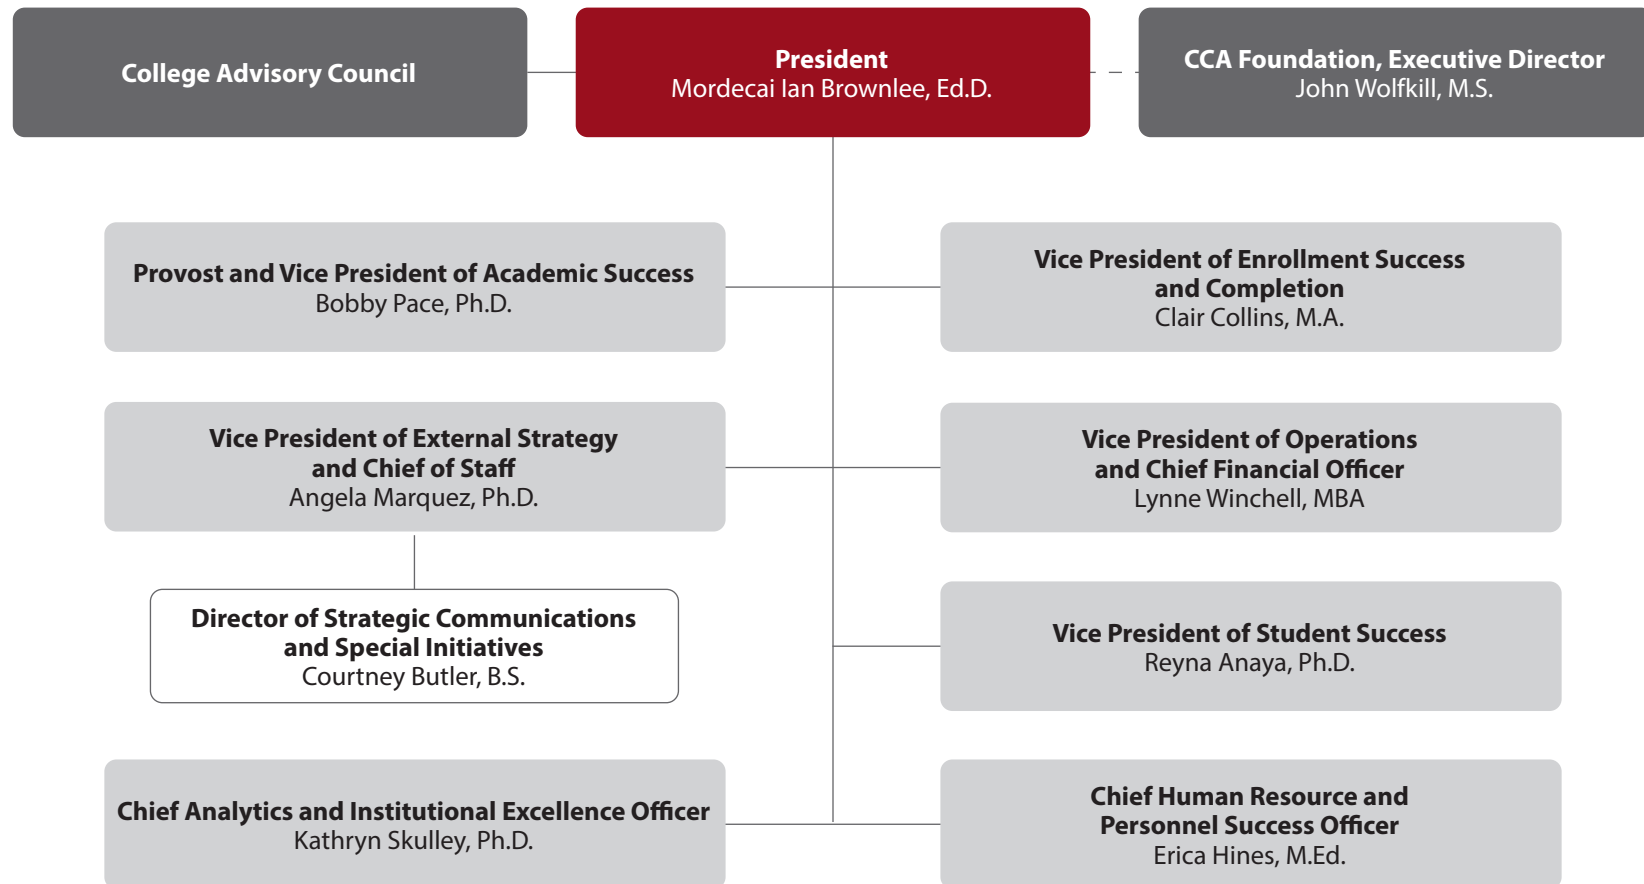 College Advisory Council
President
Mordecai Ian Brownlee, Ed.D.
CCA Foundation, Executive Director
John Wolfkill, M.S.
Provost and Vice President of Academic Success
Bobby Pace, Ph.D.
Vice President of Enrollment Success
and Completion
Clair Collins, M.A.
Vice President of External Strategy
and Chief of Staff
Angela Marquez, Ph.D.
Vice President of Operations
and Chief Financial Officer
Lynne Winchell, MBA
Director of Strategic Communications
and Special Initiatives
Courtney Butler, B.S.
Vice President of Student Success
Reyna Anaya, Ph.D.
Chief Analytics and Institutional Excellence Officer
Kathryn Skulley, Ph.D.
Chief Human Resource and
Personnel Success Officer
Erica Hines, M.Ed.